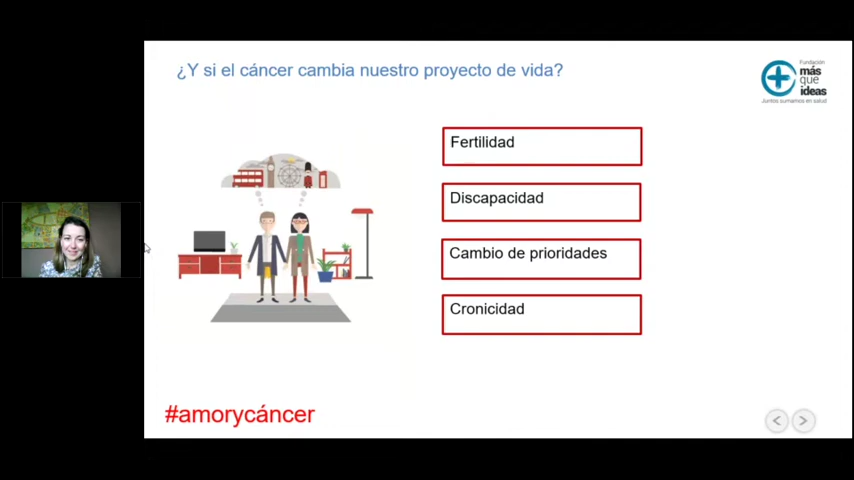 ¿Y si el cáncer cambia nuestro proyecto de vida?
Fundación
más
que
ideas
Juntos sumamos en salud
Fertilidad
Discapacidad
Cambio de prioridades
Cronicidad
#amorycáncer